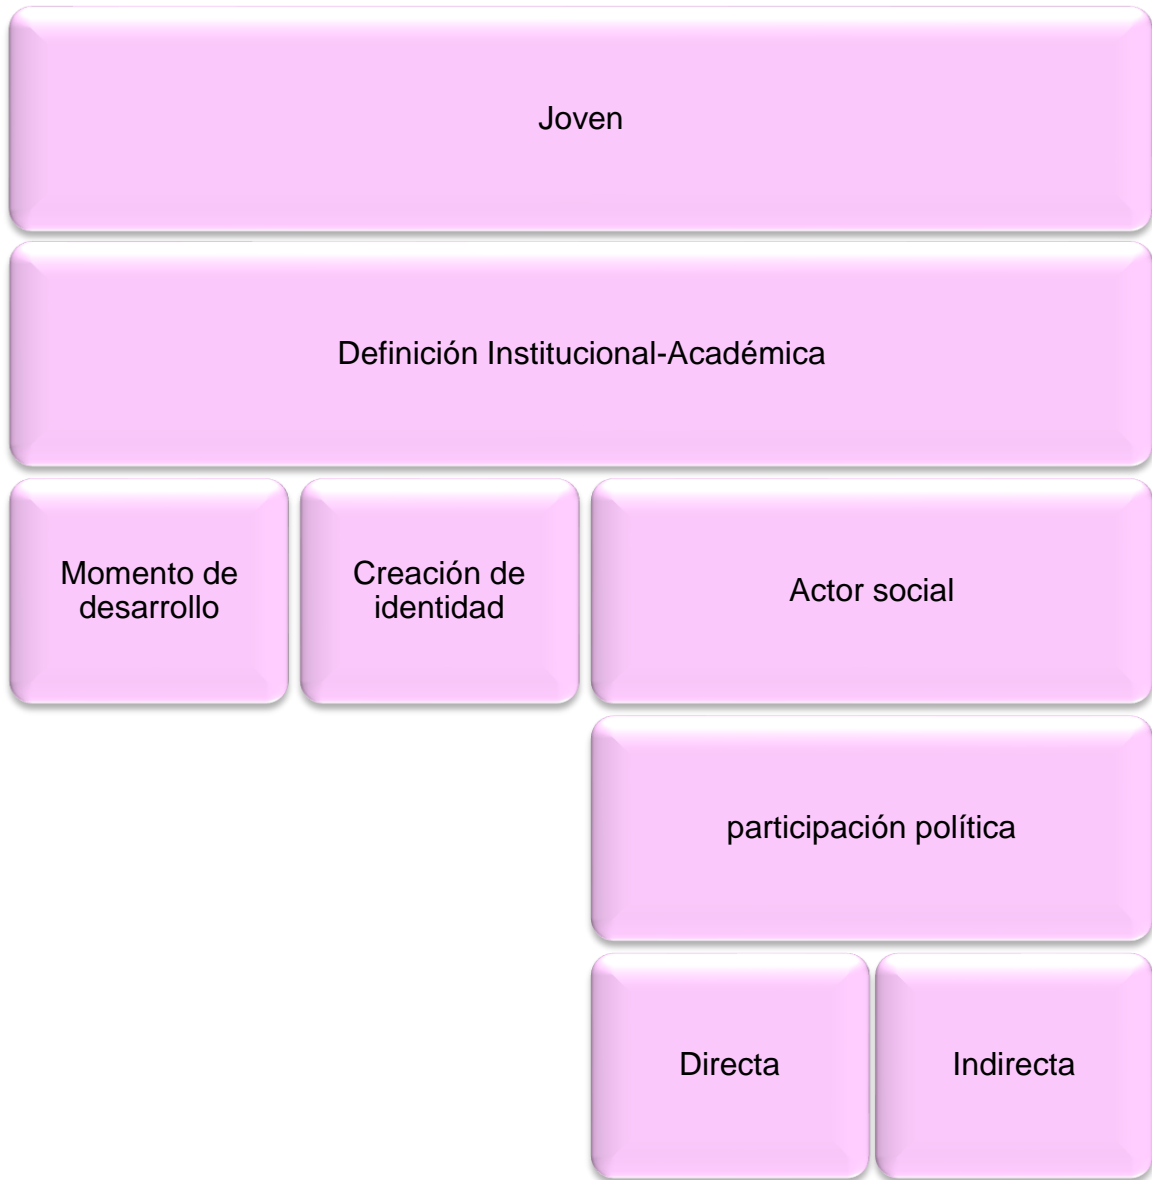 Joven
Definición Institucional-Académica
Momento de
desarrollo
Creación de
identidad
Actor social
participación política
Directa
Indirecta